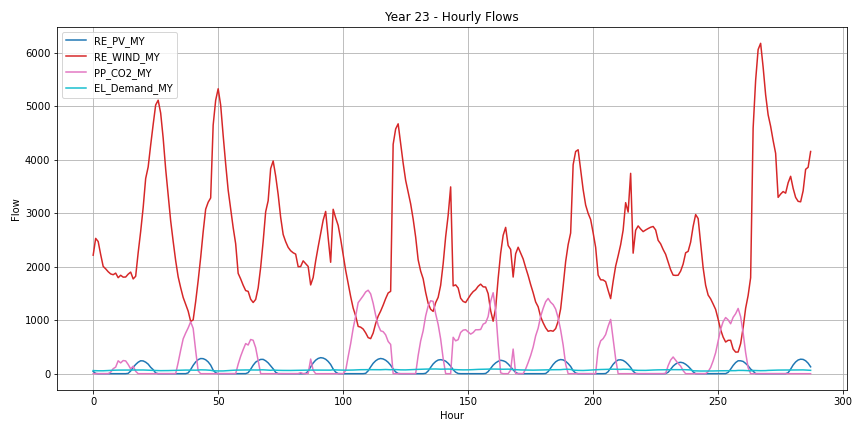 Year 23 - Hourly Flows
RE_PV_MY
RE_WIND_MY
PP_CO2_MY
EL_Demand_MY
Flow
6000
5000
4000
3000
2000
1000
0
0 50 100 150 200 250 300
Hour